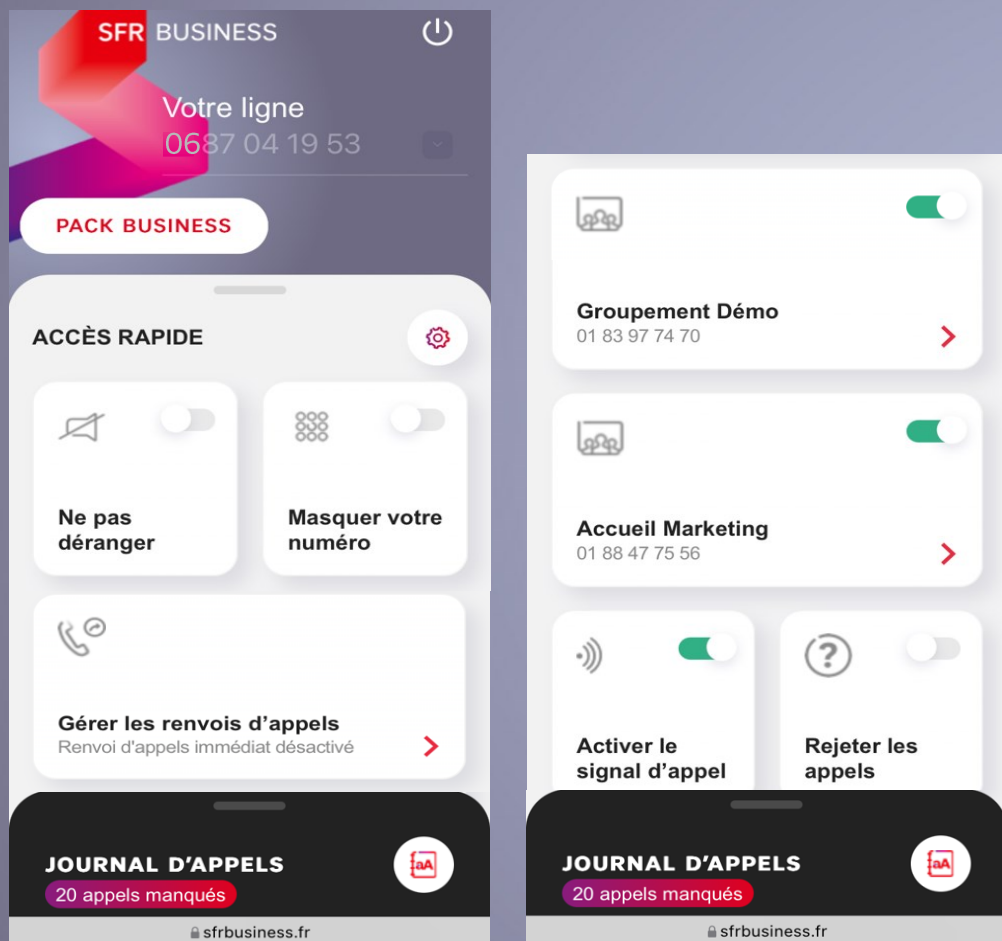 SFR BUSINESS
Votre ligne
0687 04 19 53
PACK BUSINESS
ACCÈS RAPIDE
Ne pas
déranger
Masquer votre
numéro
Gérer les renvois d’appels
Renvoi d'appels immédiat désactivé
JOURNAL D’APPELS
aA
20 appels manqués
sfrbusiness.fr
Groupement Démo
01 83 97 74 70
Accueil Marketing
01 88 47 75 56
Activer le
signal d’appel
?
Rejeter les
appels
JOURNAL D’APPELS
aA
20 appels manqués
sfrbusiness.fr